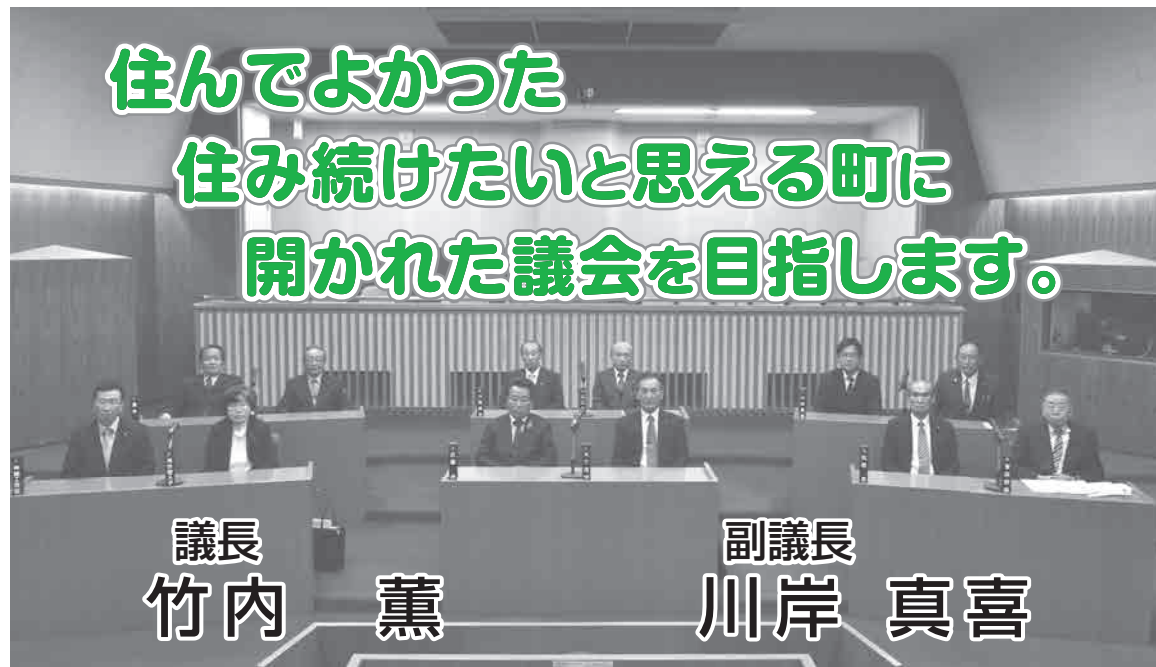 住んでよかった
住み続けたいと思える町に
開かれた議会を目指します。
議長
竹内　薫
副議長
川岸　真喜